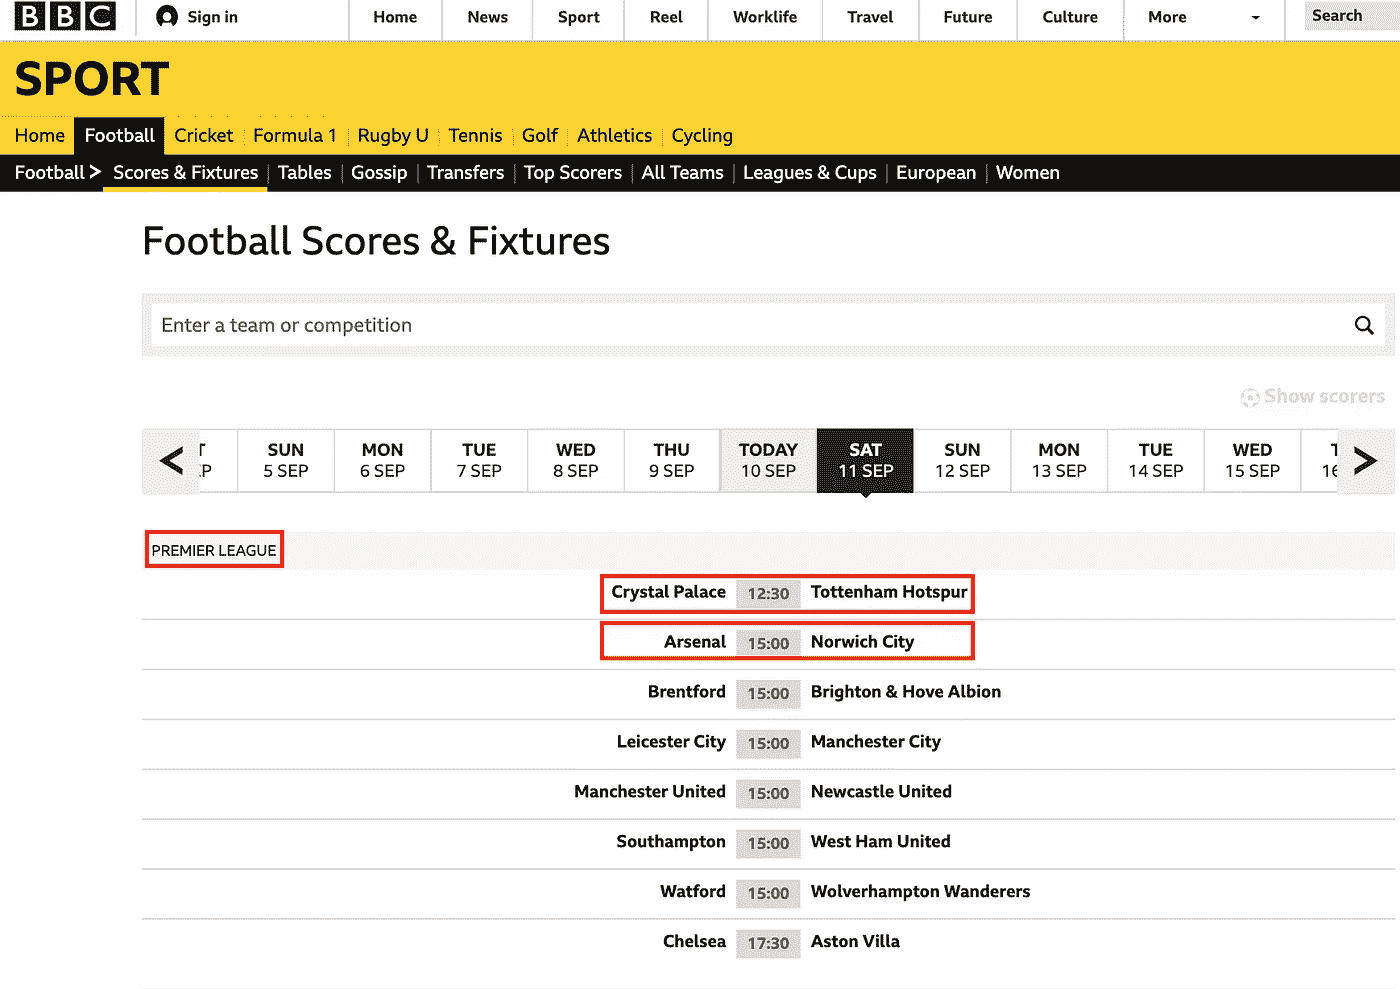 BBC Sign in Home News Sport Reel Worklife Travel Future Culture More Search
SPORT
Home Football Cricket Formula 1 Rugby U Tennis Golf Athletics Cycling
Football > Scores & Fixtures Tables Gossip Transfers Top Scorers All Teams Leagues & Cups European Women
Football Scores & Fixtures
Enter a team or competition
Show scorers
SUN MON TUE WED THU TODAY SAT SUN MON TUE WED
5 SEP 6 SEP 7 SEP 8 SEP 9 SEP 10 SEP 11 SEP 12 SEP 13 SEP 14 SEP 15 SEP 16
PREMIER LEAGUE
Crystal Palace 12:30 Tottenham Hotspur
Arsenal 15:00 Norwich City
Brentford 15:00 Brighton & Hove Albion
Leicester City 15:00 Manchester City
Manchester United 15:00 Newcastle United
Southampton 15:00 West Ham United
Watford 15:00 Wolverhampton Wanderers
Chelsea 17:30 Aston Villa